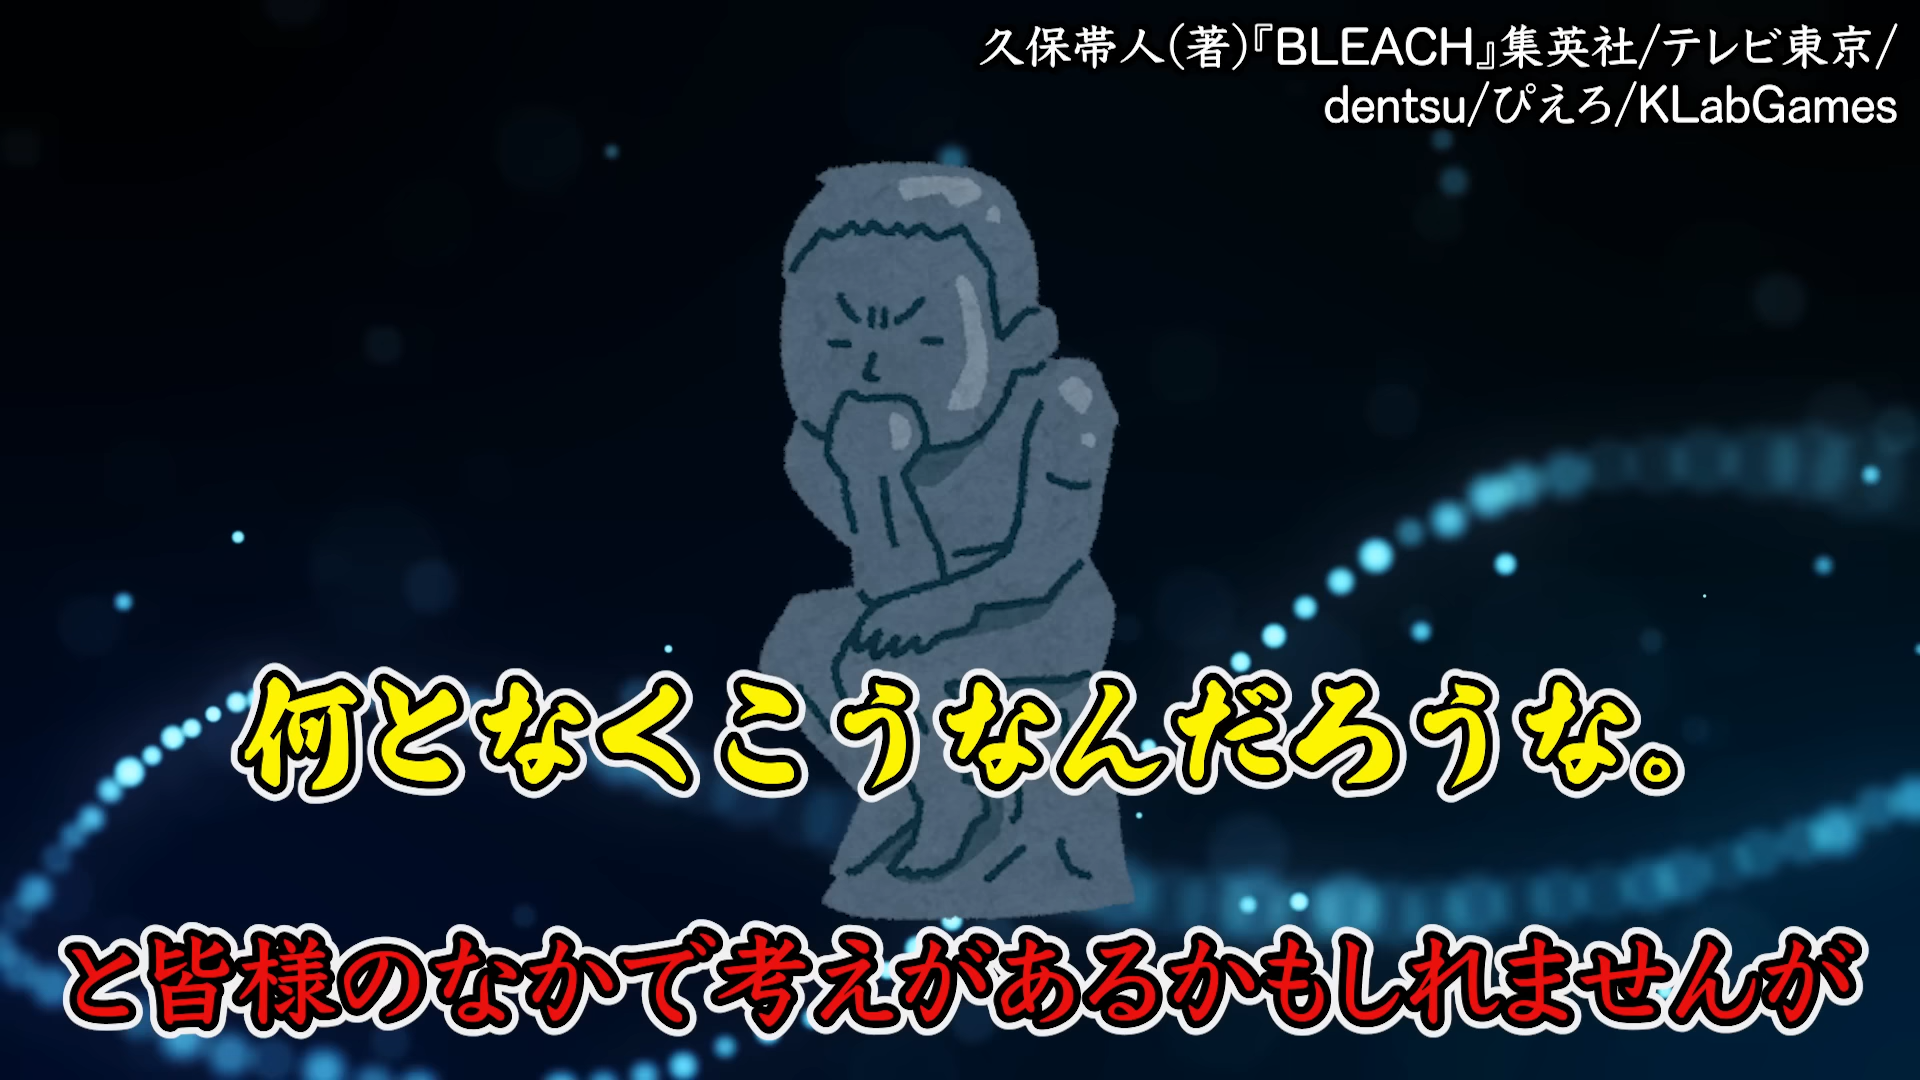 久保帯人(著)『BLEACH』集英社/テレビ東京/
dentsu/ぴえろ/KLabGames
何となくこうなんだろうな。
と皆様のなかで考えがあるかもしれませんが